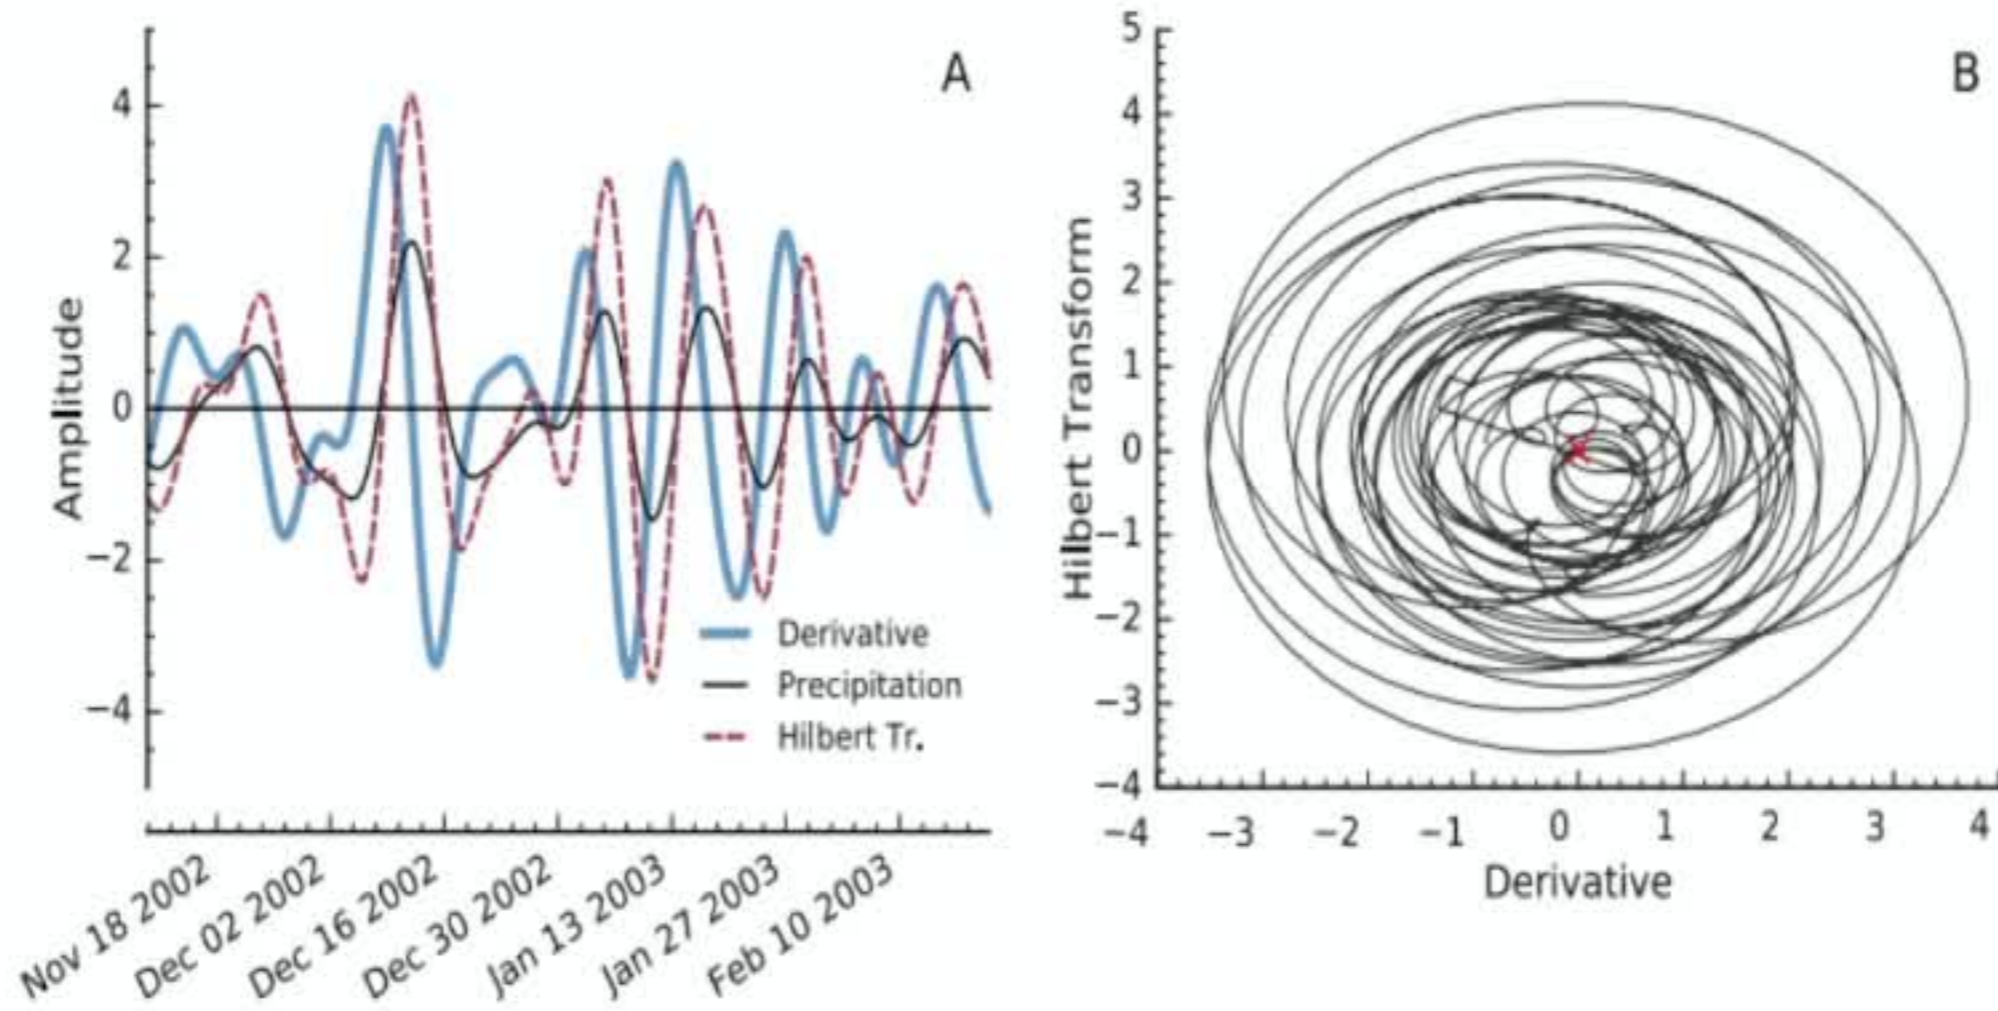 A
4
2
0
−2
−4
Amplitude
Derivative
Precipitation
Hilbert Tr.
Nov 18 2002
Dec 02 2002
Dec 16 2002
Dec 30 2002
Jan 13 2003
Jan 27 2003
Feb 10 2003
B
5
4
3
2
1
0
−1
−2
−3
−4
Hilbert Transform
−4 −3 −2 −1 0 1 2 3 4
Derivative